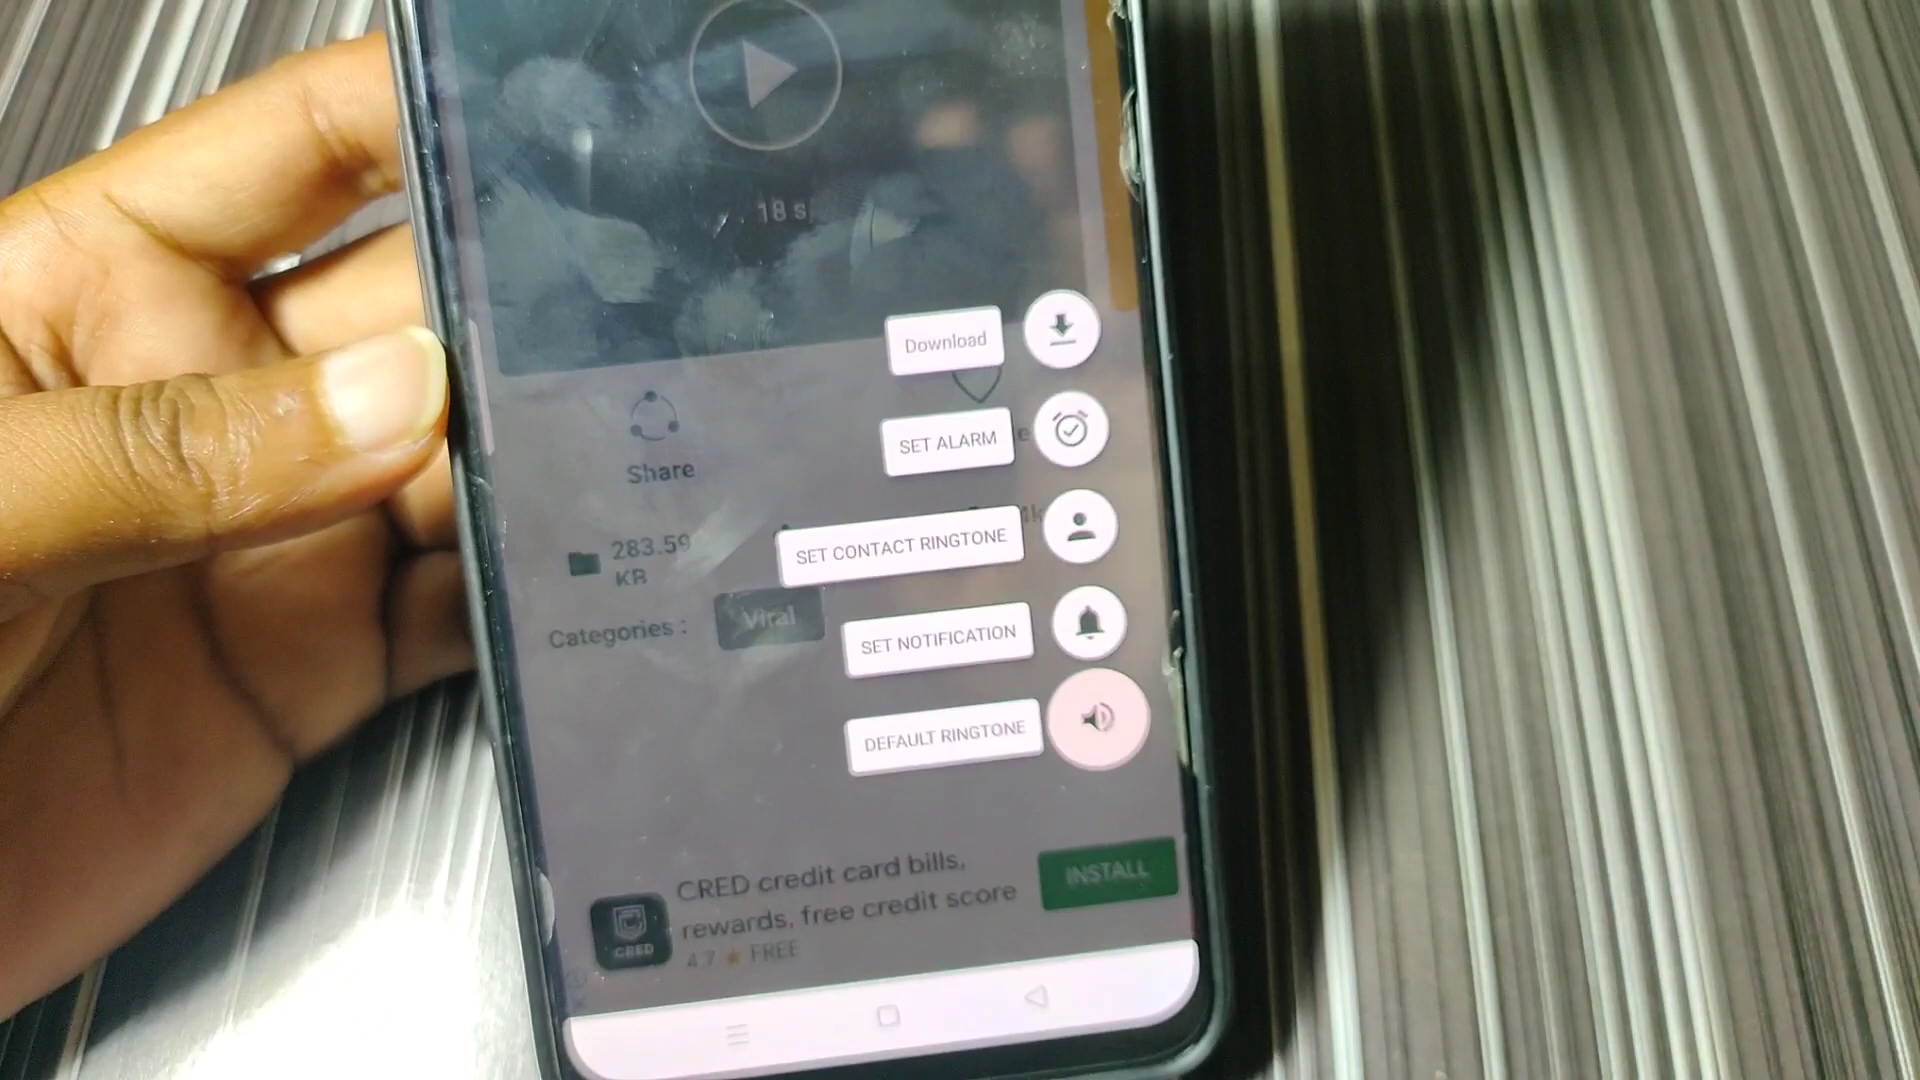 18 s
Download
SET ALARM
Share
SET CONTACT RINGTONE
283.59
KB
Categories :
Viral
SET NOTIFICATION
DEFAULT RINGTONE
CRED credit card bills,
rewards, free credit score
4.7 ★ FREE
CRED
INSTALL